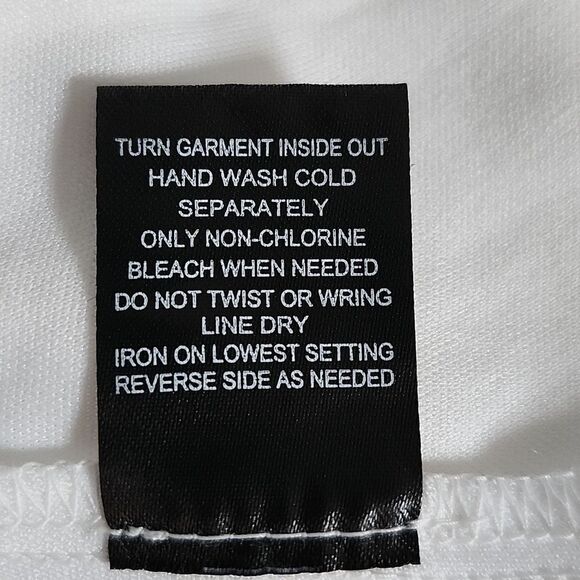 TURN GARMENT INSIDE OUT
HAND WASH COLD
SEPARATELY
ONLY NON-CHLORINE
BLEACH WHEN NEEDED
DO NOT TWIST OR WRING
LINE DRY
IRON ON LOWEST SETTING
REVERSE SIDE AS NEEDED